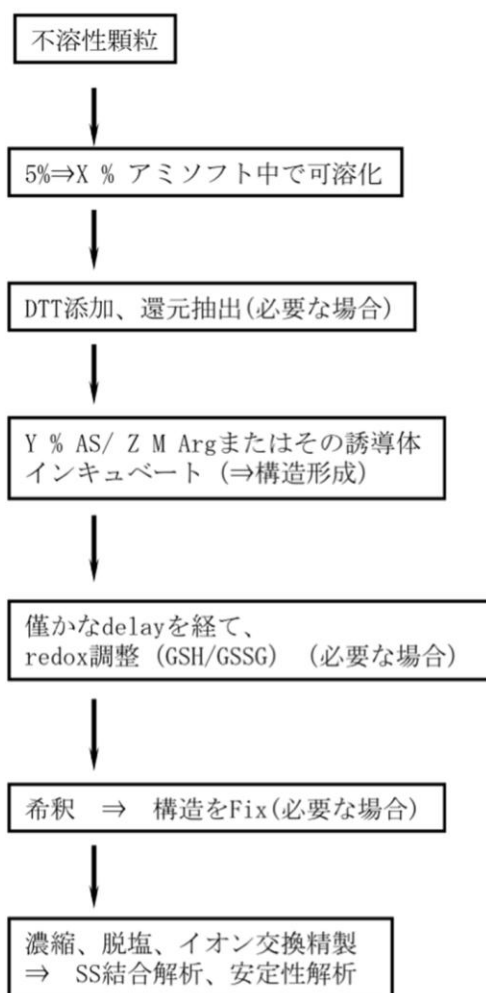 不溶性顆粒
5%⇒X % アミソフト中で可溶化
DTT添加、還元抽出(必要な場合)
Y % AS/ Z M Argまたはその誘導体
インキュベート (⇒構造形成)
僅かなdelayを経て、
redox調整 (GSH/GSSG) (必要な場合)
希釈 ⇒ 構造をFix(必要な場合)
濃縮、脱塩、イオン交換精製
⇒ SS結合解析、安定性解析